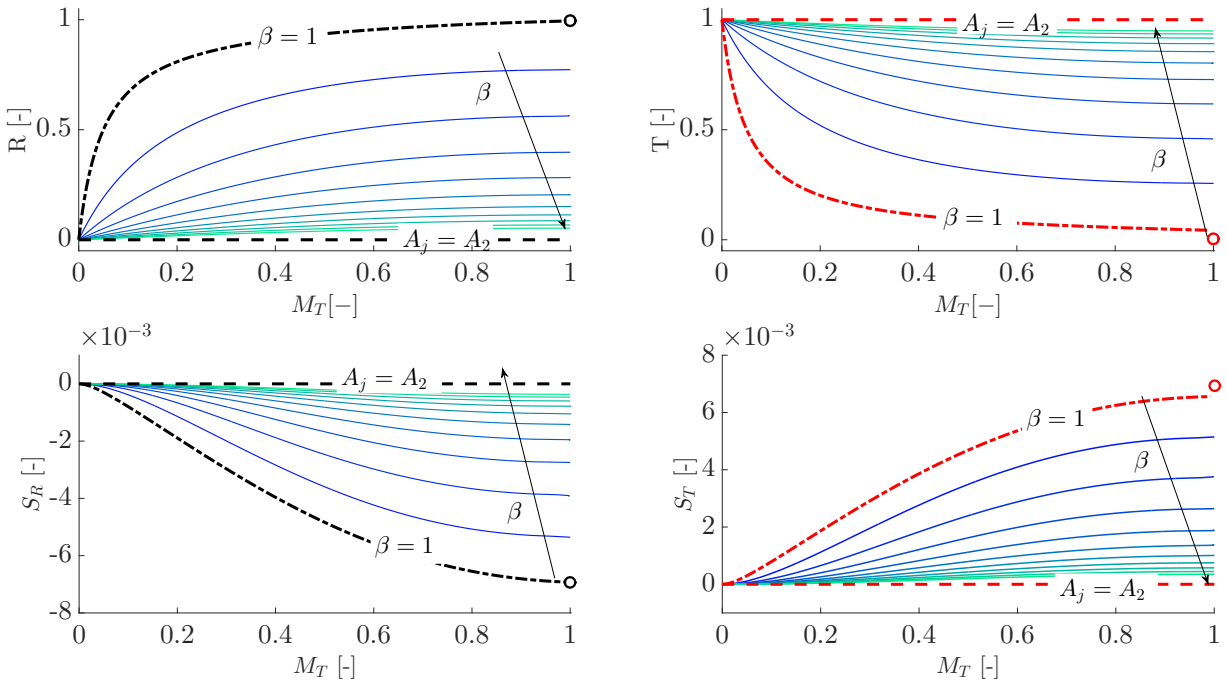 1
0.5
0
R [-]
β = 1
β
A_j = A_2
0 0.2 0.4 0.6 0.8 1
M_T[−]
1
0.5
0
T [-]
A_j = A_2
β
β = 1
0 0.2 0.4 0.6 0.8 1
M_T[−]
×10^{−3}
0
-2
-4
-6
-8
S_R [-]
A_j = A_2
β
β = 1
0 0.2 0.4 0.6 0.8 1
M_T [-]
×10^{−3}
8
6
4
2
0
S_T [-]
β = 1
β
A_j = A_2
0 0.2 0.4 0.6 0.8 1
M_T [-]